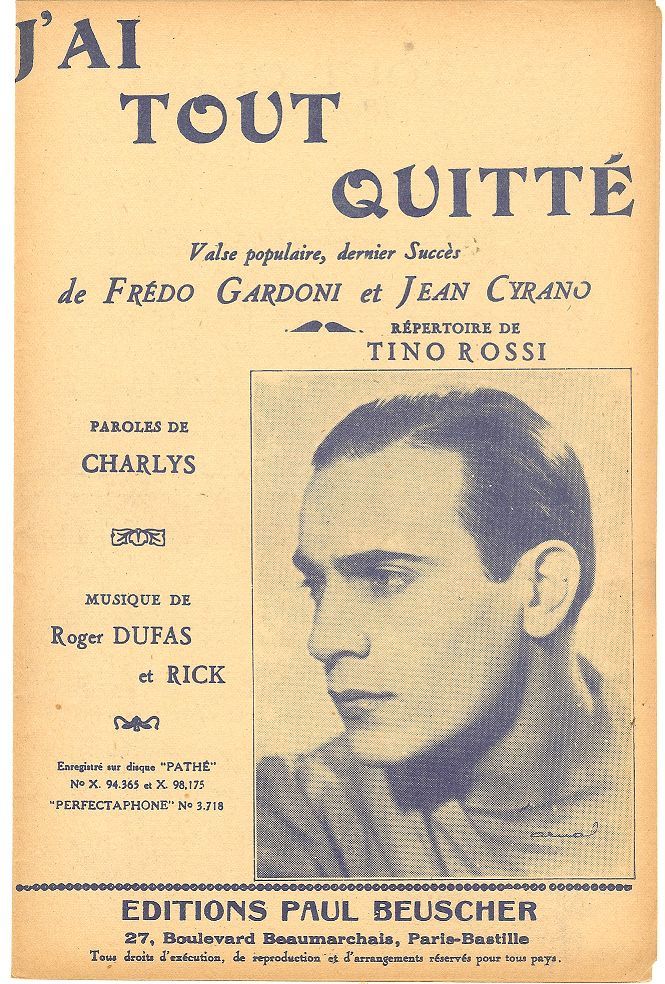 J'AI
TOUT
QUITTÉ
Valse populaire, dernier Succès
de FRÉDO GARDONI et JEAN CYRANO
RÉPERTOIRE DE
TINO ROSSI
PAROLES DE
CHARLYS
MUSIQUE DE
Roger DUFAS
et RICK
Enregistré sur disque "PATHÉ"
No X. 94.365 et X. 98,175
"PERFECTAPHONE" No 3.718
EDITIONS PAUL BEUSCHER
27, Boulevard Beaumarchais, Paris-Bastille
Tous droits d'exécution, de reproduction et d'arrangements réservés pour tous pays.